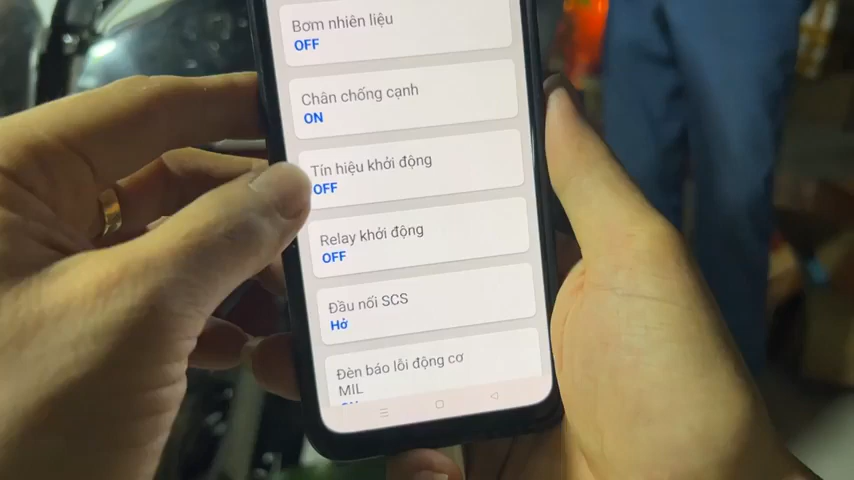 Bơm nhiên liệu
OFF
Chân chống cạnh
ON
Tín hiệu khởi động
OFF
Relay khởi động
OFF
Đầu nối SCS
Hở
Đèn báo lỗi động cơ
MIL